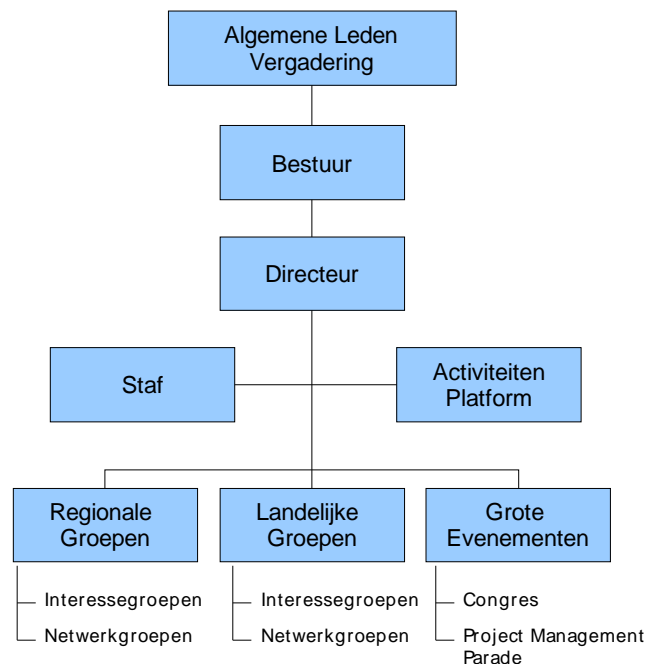 Algemene Leden
Vergadering
Bestuur
Directeur
Staf
Activiteiten
Platform
Regionale
Groepen
Interessegroepen
Netwerkgroepen
Landelijke
Groepen
Interessegroepen
Netwerkgroepen
Grote
Evenementen
Congres
Project Management
Parade